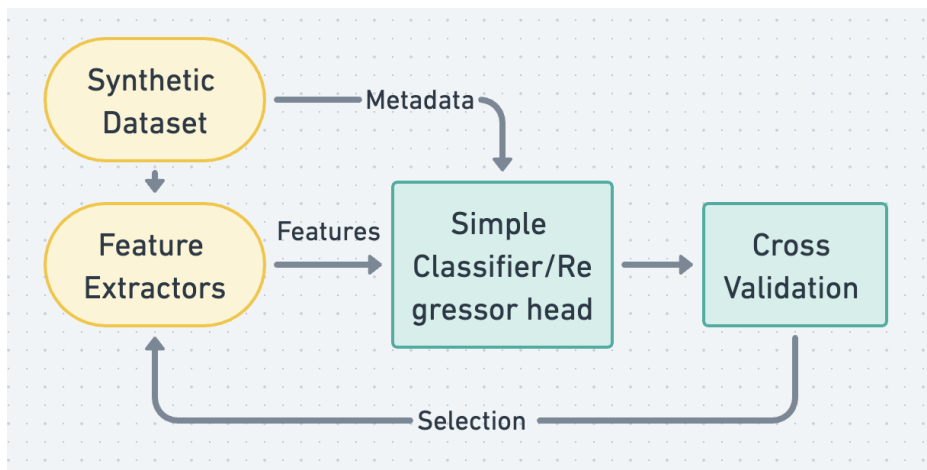 Synthetic
Dataset
Metadata
Feature
Extractors
Features
Simple
Classifier/Re
gressor head
Cross
Validation
Selection